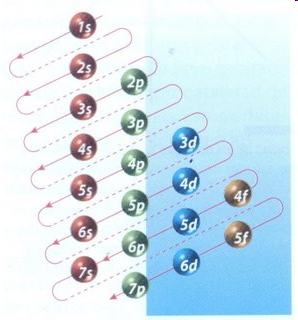 1s
2s 2p
3s 3p 3d
4s 4p 4d 4f
5s 5p 5d 5f
6s 6p 6d
7s 7p